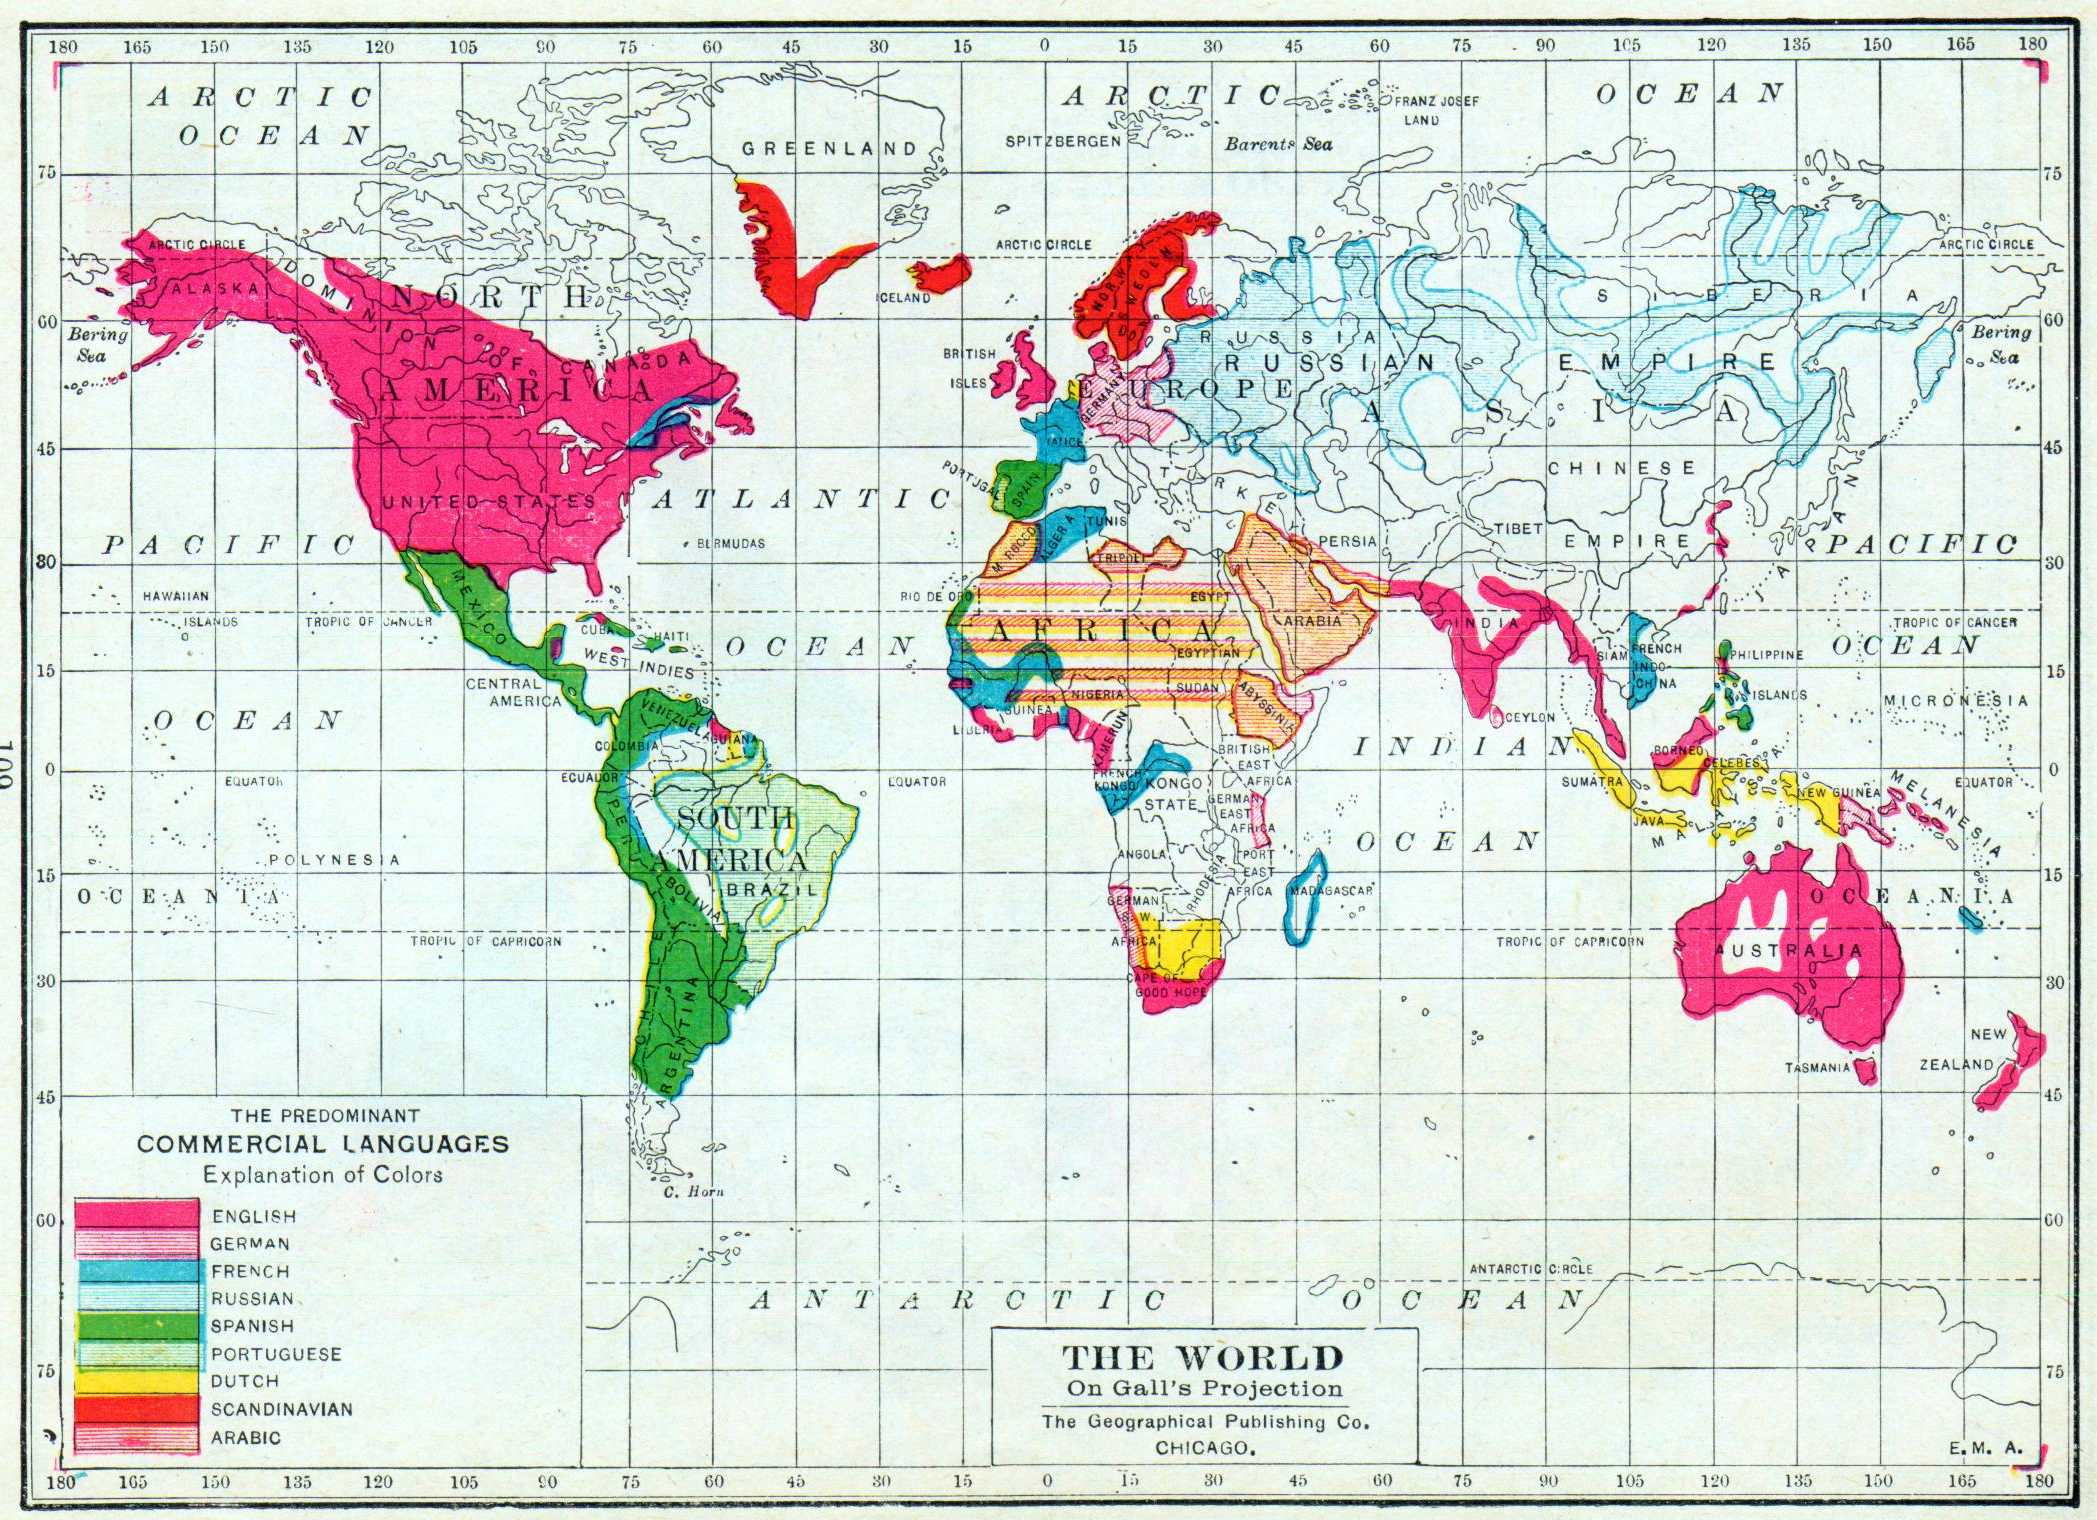 180 165 150 135 120 105 90 75 60 45 30 15 0 15 30 45 60 75 90 105 120 135 150 165 180
ARCTIC
OCEAN
ARCTIC
OCEAN
FRANZ JOSEF
LAND
SPITZBERGEN
Barents Sea
GREENLAND
75
75
ARCTIC CIRCLE
ARCTIC CIRCLE
ARCTIC CIRCLE
ALASKA
DOMINION OF CANADA
NORTH
AMERICA
ICELAND
NORWAY
SWEDEN
SIBERIA
60
60
Bering
Sea
Bering
Sea
RUSSIA
RUSSIAN EMPIRE
BRITISH
ISLES
GERMANY
EUROPE
ASIA
45
45
PORTUGAL
SPAIN
TURKEY
CHINESE
EMPIRE
TIBET
JAPAN
UNITED STATES
ATLANTIC
OCEAN
PACIFIC
OCEAN
PACIFIC
OCEAN
BERMUDAS
MOROCCO
ALGERIA
TUNIS
TRIPOLI
PERSIA
30
30
HAWAIIAN
ISLANDS
TROPIC OF CANCER
TROPIC OF CANCER
MEXICO
CUBA
HAITI
WEST INDIES
RIO DE ORO
EGYPT
AFRICA
EGYPTIAN
SUDAN
ARABIA
INDIA
SIAM
FRENCH
INDO-
CHINA
PHILIPPINE
ISLANDS
15
15
CENTRAL
AMERICA
NIGERIA
GUINEA
LIBERIA
ABYSSINIA
CEYLON
MICRONESIA
VENEZUELA
GUIANA
COLOMBIA
ECUADOR
KAMERUN
FRENCH
KONGO
KONGO
STATE
BRITISH
EAST
AFRICA
INDIAN
OCEAN
BORNEO
CELEBES
SUMATRA
JAVA
NEW GUINEA
MELANESIA
0
0
EQUATOR
EQUATOR
EQUATOR
PERU
SOUTH
AMERICA
BRAZIL
BOLIVIA
GERMAN
EAST
AFRICA
ANGOLA
RHODESIA
PORT
EAST
AFRICA
MADAGASCAR
POLYNESIA
OCEANIA
OCEANIA
15
15
GERMAN
S. W.
AFRICA
TROPIC OF CAPRICORN
TROPIC OF CAPRICORN
AUSTRALIA
CHILE
ARGENTINA
CAPE OF
GOOD HOPE
30
30
TASMANIA
NEW
ZEALAND
45
45
C. Horn
60
60
ANTARCTIC CIRCLE
ANTARCTIC OCEAN
75
75
THE PREDOMINANT
COMMERCIAL LANGUAGES
Explanation of Colors
ENGLISH
GERMAN
FRENCH
RUSSIAN
SPANISH
PORTUGUESE
DUTCH
SCANDINAVIAN
ARABIC
THE WORLD
On Gall's Projection
The Geographical Publishing Co.
CHICAGO.
E. M. A.
180 165 150 135 120 105 90 75 60 45 30 15 0 15 30 45 60 75 90 105 120 135 150 165 180
109